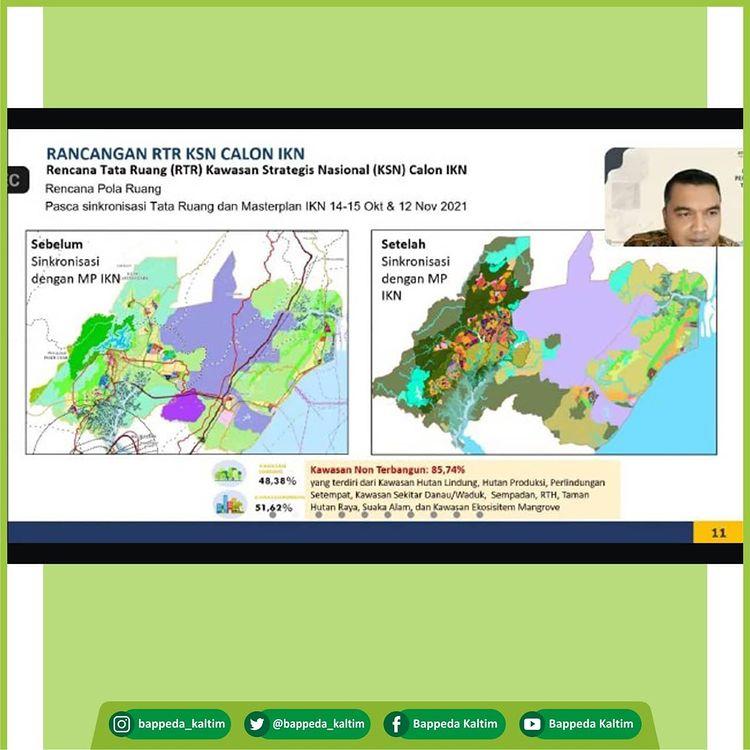 RANCANGAN RTR KSN CALON IKN
Rencana Tata Ruang (RTR) Kawasan Strategis Nasional (KSN) Calon IKN
Rencana Pola Ruang
Pasca sinkronisasi Tata Ruang dan Masterplan IKN 14-15 Okt & 12 Nov 2021
Sebelum
Sinkronisasi
dengan MP IKN
Setelah
Sinkronisasi
dengan MP
IKN
48,38%
51,62%
Kawasan Non Terbangun: 85,74%
yang terdiri dari Kawasan Hutan Lindung, Hutan Produksi, Perlindungan
Setempat, Kawasan Sekitar Danau/Waduk, Sempadan, RTH, Taman
Hutan Raya, Suaka Alam, dan Kawasan Ekosisitem Mangrove
11
bappeda_kaltim
@bappeda_kaltim
Bappeda Kaltim
Bappeda Kaltim